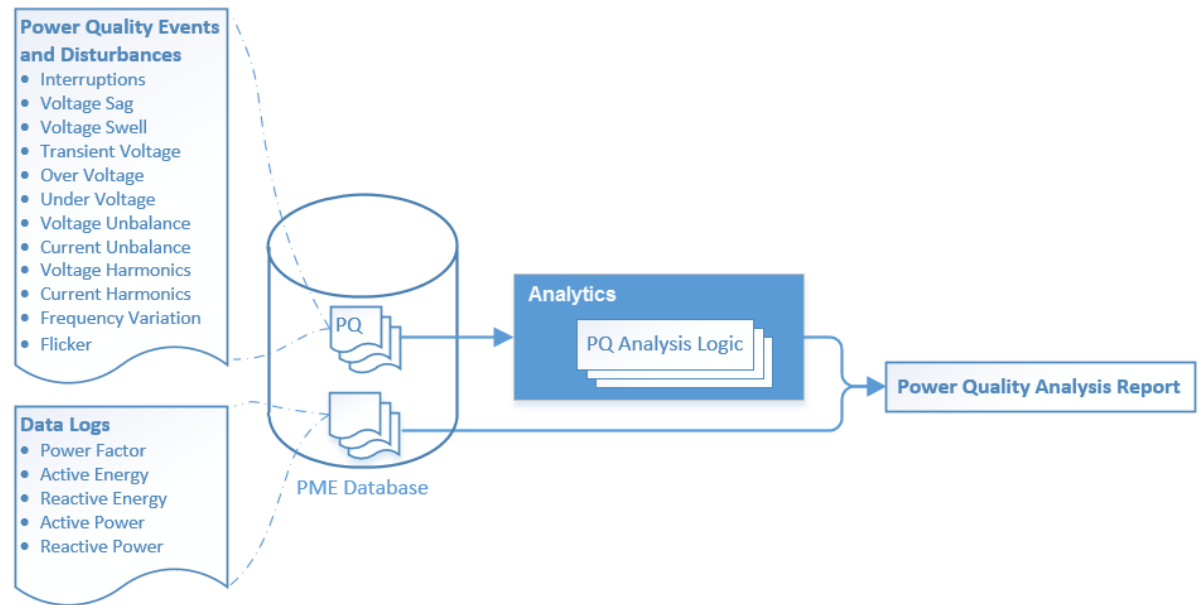 Power Quality Events
and Disturbances
• Interruptions
• Voltage Sag
• Voltage Swell
• Transient Voltage
• Over Voltage
• Under Voltage
• Voltage Unbalance
• Current Unbalance
• Voltage Harmonics
• Current Harmonics
• Frequency Variation
• Flicker
Data Logs
• Power Factor
• Active Energy
• Reactive Energy
• Active Power
• Reactive Power
PQ
PME Database
Analytics
PQ Analysis Logic
Power Quality Analysis Report